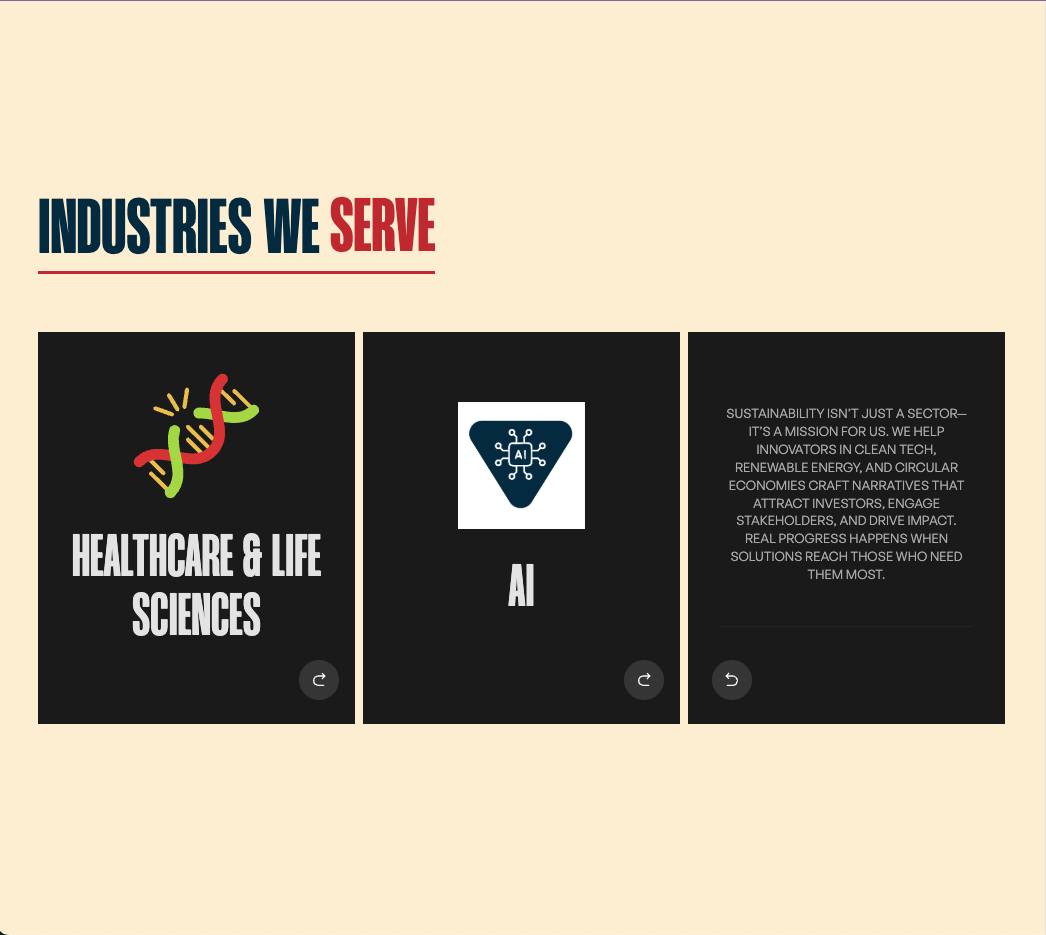 INDUSTRIES WE SERVE
HEALTHCARE & LIFE
SCIENCES
AI
AI
SUSTAINABILITY ISN’T JUST A SECTOR—
IT’S A MISSION FOR US. WE HELP
INNOVATORS IN CLEAN TECH,
RENEWABLE ENERGY, AND CIRCULAR
ECONOMIES CRAFT NARRATIVES THAT
ATTRACT INVESTORS, ENGAGE
STAKEHOLDERS, AND DRIVE IMPACT.
REAL PROGRESS HAPPENS WHEN
SOLUTIONS REACH THOSE WHO NEED
THEM MOST.